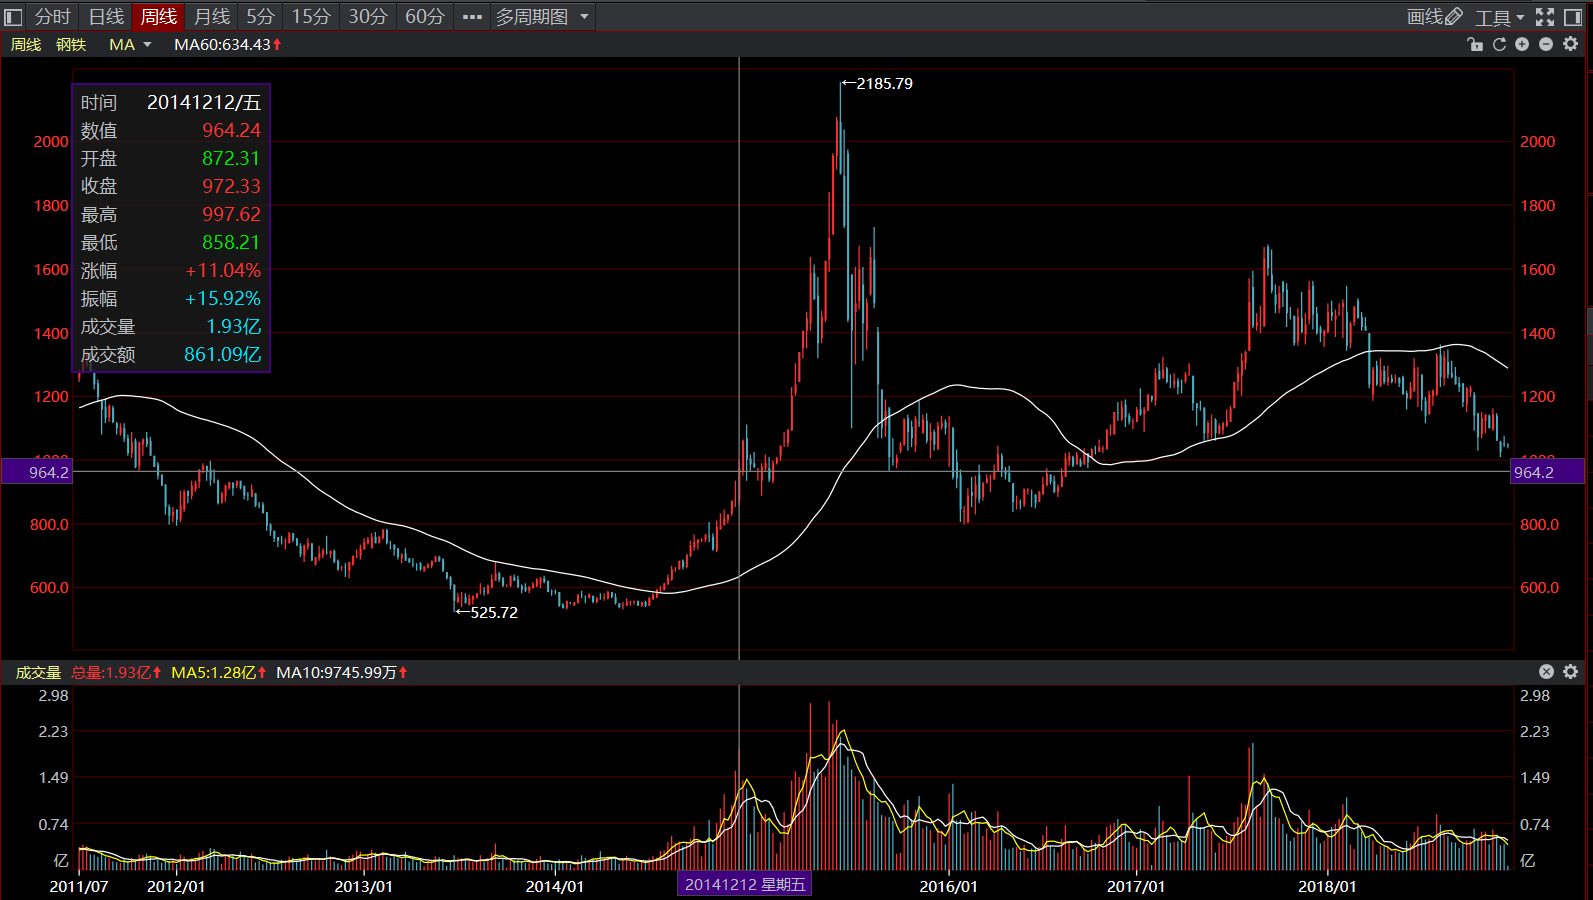 分时 日线 周线 月线 5分 15分 30分 60分 ••• 多周期图 画线 工具
周线 钢铁 MA MA60:634.43↑
时间 20141212/五
数值 964.24
开盘 872.31
收盘 972.33
最高 997.62
最低 858.21
涨幅 +11.04%
振幅 +15.92%
成交量 1.93亿
成交额 861.09亿
←2185.79
2000 2000
1800 1800
1600 1600
1400 1400
1200 1200
964.2 964.2
800.0 800.0
600.0 600.0
←525.72
成交量 总量:1.93亿↑ MA5:1.28亿↑ MA10:9745.99万↑
2.98 2.98
2.23 2.23
1.49 1.49
0.74 0.74
亿 亿
2011/07 2012/01 2013/01 2014/01 20141212 星期五 2016/01 2017/01 2018/01